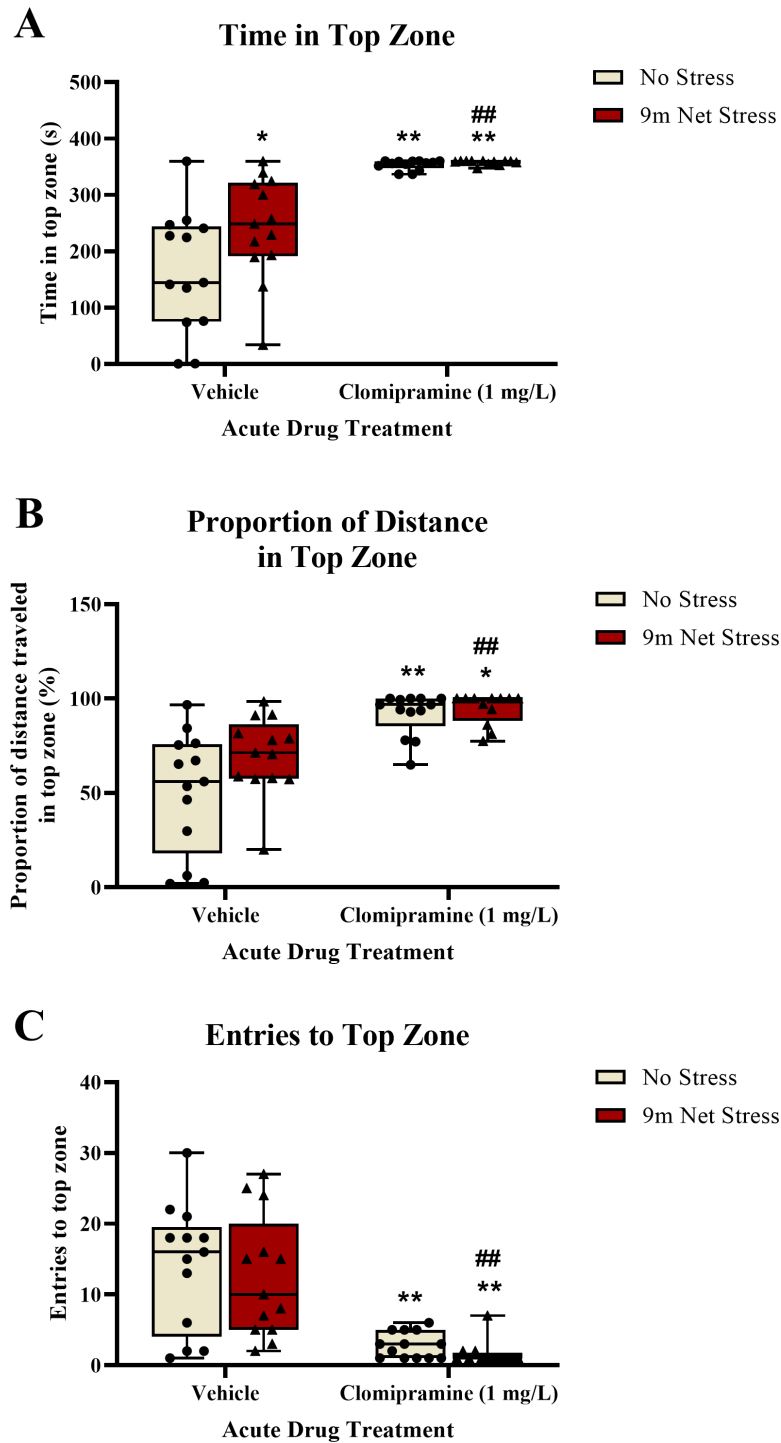 A
Time in Top Zone
No Stress
9m Net Stress
500
400
300
200
100
0
Time in top zone (s)
*
**
##
**
Vehicle
Clomipramine (1 mg/L)
Acute Drug Treatment
B
Proportion of Distance
in Top Zone
No Stress
9m Net Stress
150
100
50
0
Proportion of distance traveled
in top zone (%)
**
##
*
Vehicle
Clomipramine (1 mg/L)
Acute Drug Treatment
C
Entries to Top Zone
No Stress
9m Net Stress
40
30
20
10
0
Entries to top zone
**
##
**
Vehicle
Clomipramine (1 mg/L)
Acute Drug Treatment